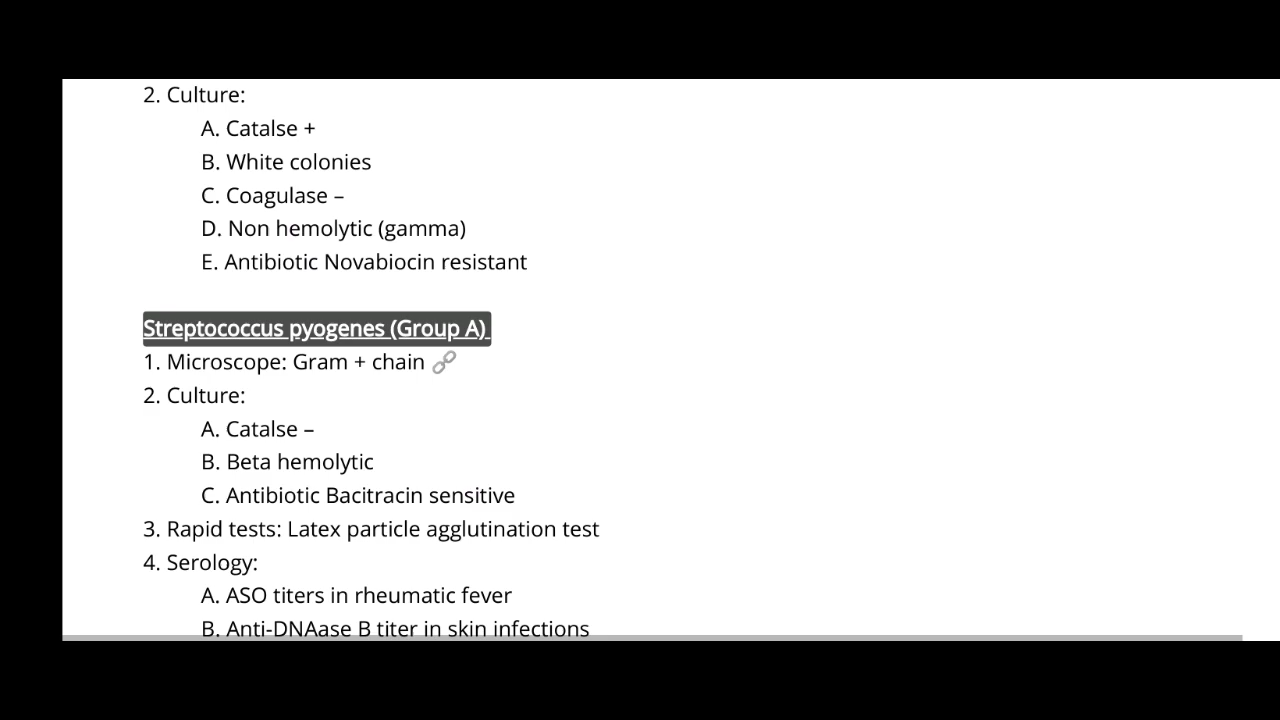 2. Culture:
A. Catalse +
B. White colonies
C. Coagulase –
D. Non hemolytic (gamma)
E. Antibiotic Novabiocin resistant
Streptococcus pyogenes (Group A)
1. Microscope: Gram + chain 🔗
2. Culture:
A. Catalse –
B. Beta hemolytic
C. Antibiotic Bacitracin sensitive
3. Rapid tests: Latex particle agglutination test
4. Serology:
A. ASO titers in rheumatic fever
B. Anti-DNAase B titer in skin infections